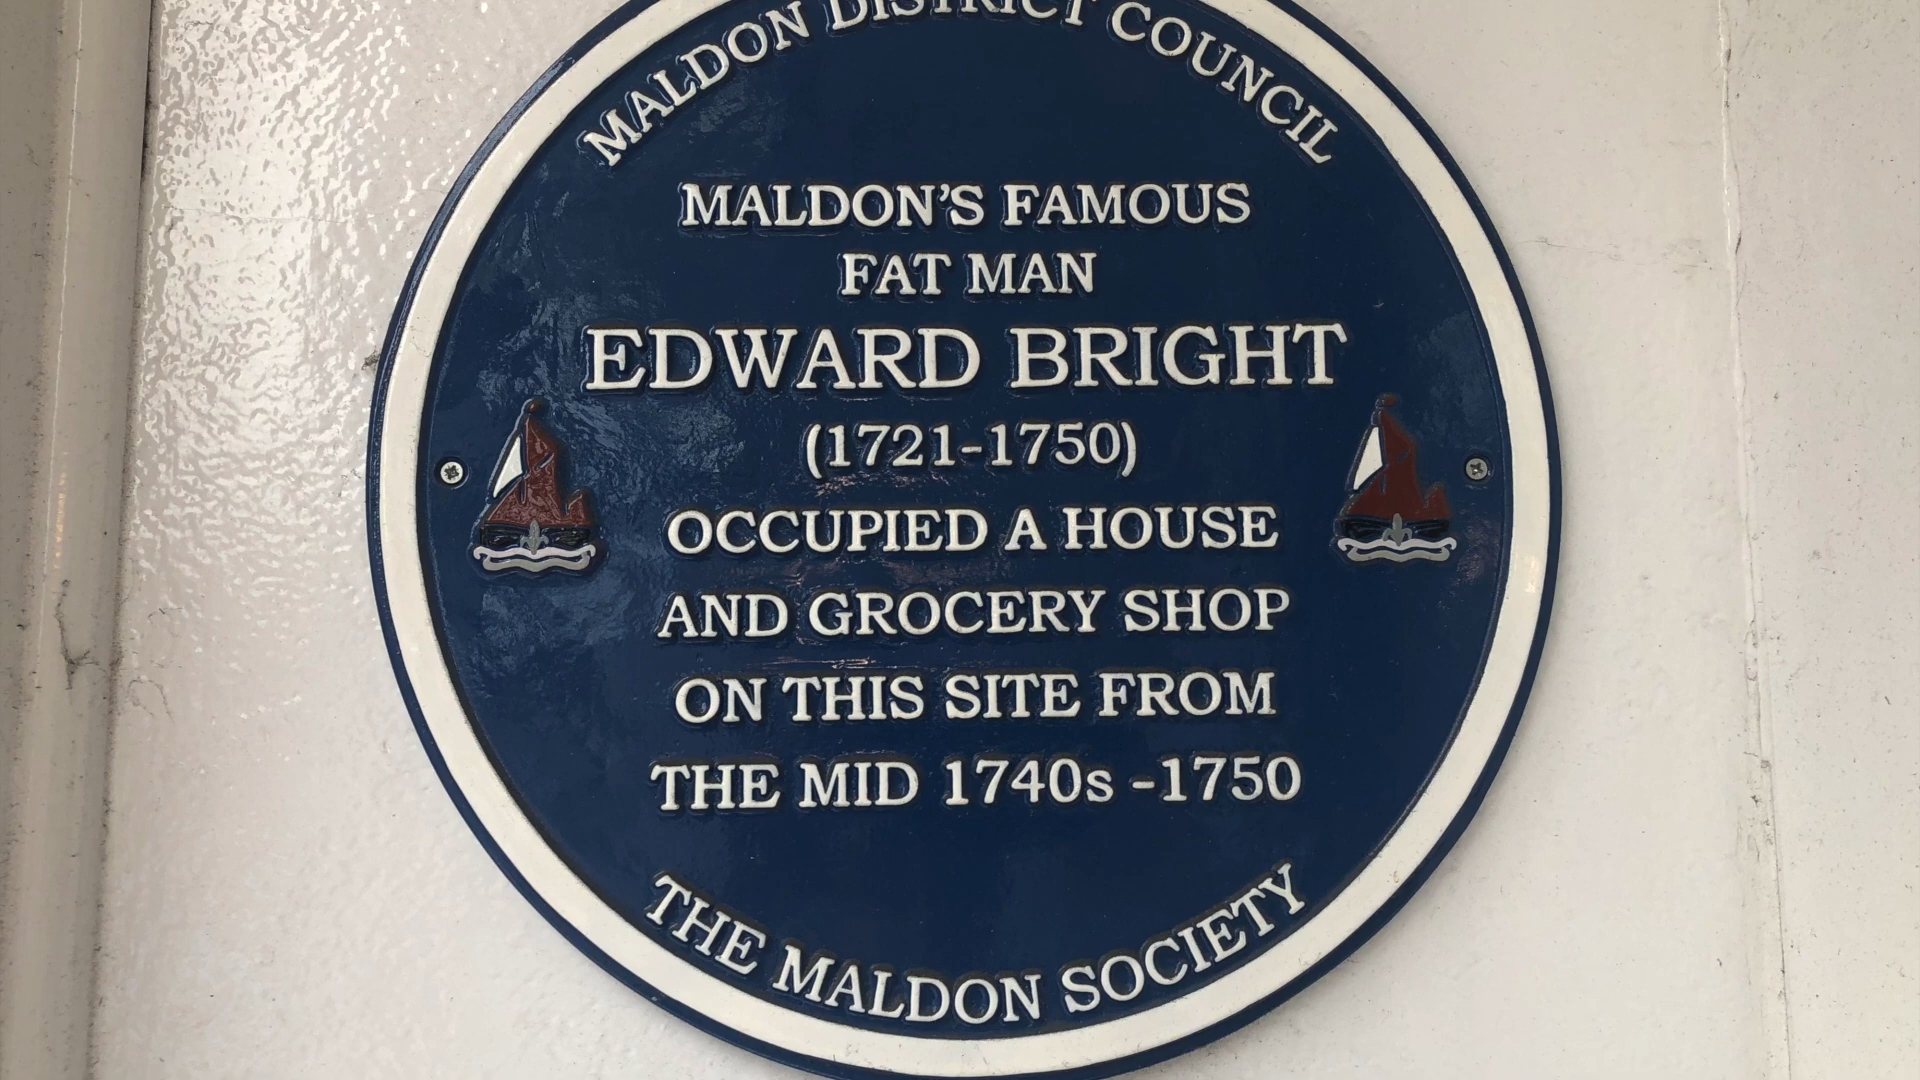 MALDON DISTRICT COUNCIL
MALDON'S FAMOUS
FAT MAN
EDWARD BRIGHT
(1721-1750)
OCCUPIED A HOUSE
AND GROCERY SHOP
ON THIS SITE FROM
THE MID 1740s -1750
THE MALDON SOCIETY